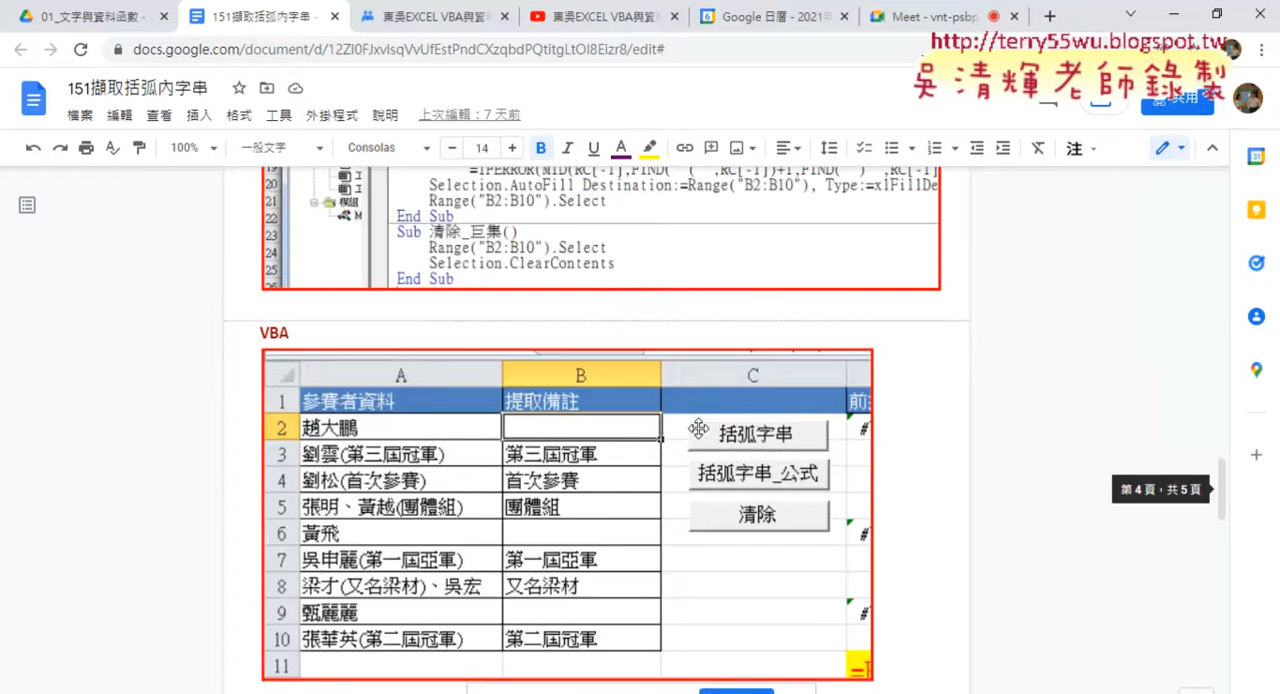 01_文字與資料函數 -
151擷取括弧內字串 -
東吳EXCEL VBA與資
東吳EXCEL VBA與資
Google 日曆 - 2021年
Meet - vnt-psbp
docs.google.com/document/d/12ZI0FJxvIsqVvUfEstPndCXzqbdPQtitgLtOI8EIzr8/edit#
http://terry55wu.blogspot.tw
吳清輝老師錄製
151擷取括弧內字串
檔案 編輯 查看 插入 格式 工具 外掛程式 說明 上次編輯:7 天前
共用
100% 一般文字 Consolas 14 B I U A 注
20 Selection.AutoFill Destination:=Range("B2:B10"), Type:=xlFillDe
21 Range("B2:B10").Select
22 End Sub
23 Sub 清除_巨集()
24 Range("B2:B10").Select
25 Selection.ClearContents
End Sub
模組
VBA
A B C
1 參賽者資料 提取備註
2 趙大鵬 括弧字串
3 劉雲(第三屆冠軍) 第三屆冠軍
4 劉松(首次參賽) 首次參賽 括弧字串_公式
5 張明、黃越(團體組) 團體組 清除
6 黃飛
7 吳申麗(第一屆亞軍) 第一屆亞軍
8 梁才(又名梁材)、吳宏 又名梁材
9 甄麗麗
10 張華英(第二屆冠軍) 第二屆冠軍
11
第 4 頁，共 5 頁